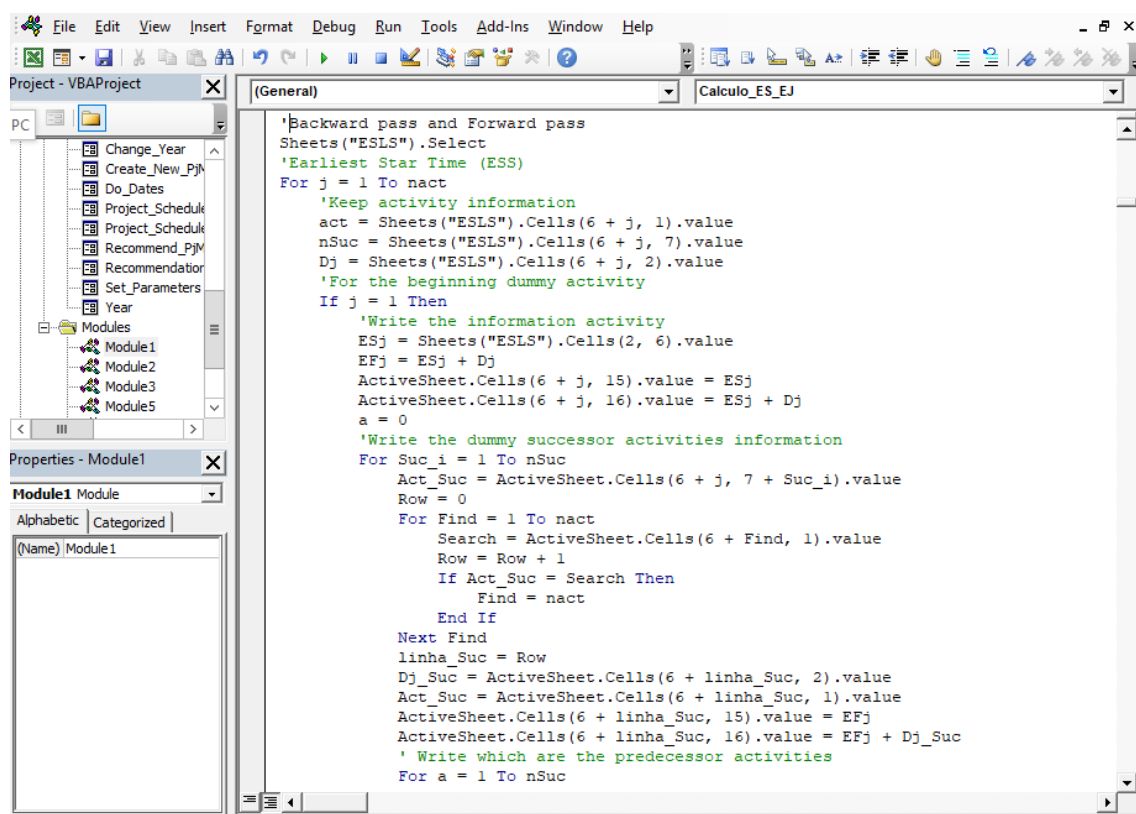 File Edit View Insert Format Debug Run Tools Add-Ins Window Help
Project - VBAProject
PC
Change_Year
Create_New_PjM
Do_Dates
Project_Schedule
Project_Schedule
Recommend_PjM
Recommendation
Set_Parameters
Year
Modules
Module1
Module2
Module3
Module5
Properties - Module1
Module1 Module
Alphabetic Categorized
(Name) Module1
(General) Calculo_ES_EJ
'Backward pass and Forward pass
Sheets("ESLS").Select
'Earliest Star Time (ESS)
For j = 1 To nact
'Keep activity information
act = Sheets("ESLS").Cells(6 + j, 1).value
nSuc = Sheets("ESLS").Cells(6 + j, 7).value
Dj = Sheets("ESLS").Cells(6 + j, 2).value
'For the beginning dummy activity
If j = 1 Then
'Write the information activity
ESj = Sheets("ESLS").Cells(2, 6).value
EFj = ESj + Dj
ActiveSheet.Cells(6 + j, 15).value = ESj
ActiveSheet.Cells(6 + j, 16).value = ESj + Dj
a = 0
'Write the dummy successor activities information
For Suc_i = 1 To nSuc
Act_Suc = ActiveSheet.Cells(6 + j, 7 + Suc_i).value
Row = 0
For Find = 1 To nact
Search = ActiveSheet.Cells(6 + Find, 1).value
Row = Row + 1
If Act_Suc = Search Then
Find = nact
End If
Next Find
linha_Suc = Row
Dj_Suc = ActiveSheet.Cells(6 + linha_Suc, 2).value
Act_Suc = ActiveSheet.Cells(6 + linha_Suc, 1).value
ActiveSheet.Cells(6 + linha_Suc, 15).value = EFj
ActiveSheet.Cells(6 + linha_Suc, 16).value = EFj + Dj_Suc
' Write which are the predecessor activities
For a = 1 To nSuc